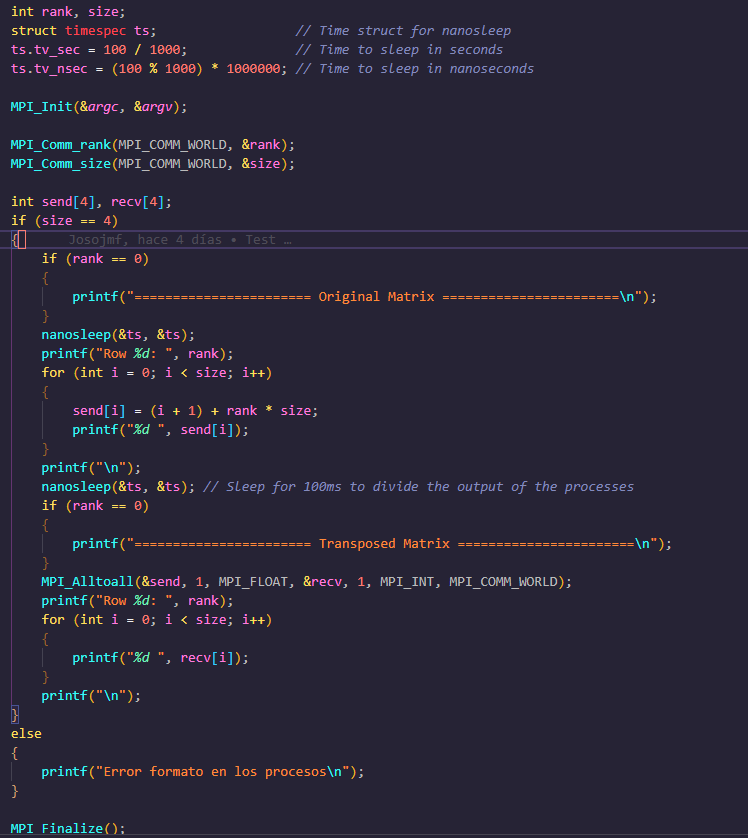 int rank, size;
struct timespec ts;                  // Time struct for nanosleep
ts.tv_sec = 100 / 1000;              // Time to sleep in seconds
ts.tv_nsec = (100 % 1000) * 1000000; // Time to sleep in nanoseconds

MPI_Init(&argc, &argv);

MPI_Comm_rank(MPI_COMM_WORLD, &rank);
MPI_Comm_size(MPI_COMM_WORLD, &size);

int send[4], recv[4];
if (size == 4)
{      Josojmf, hace 4 días • Test …
    if (rank == 0)
    {
        printf("======================= Original Matrix =======================\n");
    }
    nanosleep(&ts, &ts);
    printf("Row %d: ", rank);
    for (int i = 0; i < size; i++)
    {
        send[i] = (i + 1) + rank * size;
        printf("%d ", send[i]);
    }
    printf("\n");
    nanosleep(&ts, &ts); // Sleep for 100ms to divide the output of the processes
    if (rank == 0)
    {
        printf("======================= Transposed Matrix =======================\n");
    }
    MPI_Alltoall(&send, 1, MPI_FLOAT, &recv, 1, MPI_INT, MPI_COMM_WORLD);
    printf("Row %d: ", rank);
    for (int i = 0; i < size; i++)
    {
        printf("%d ", recv[i]);
    }
    printf("\n");
}
else
{
    printf("Error formato en los procesos\n");
}

MPI_Finalize();